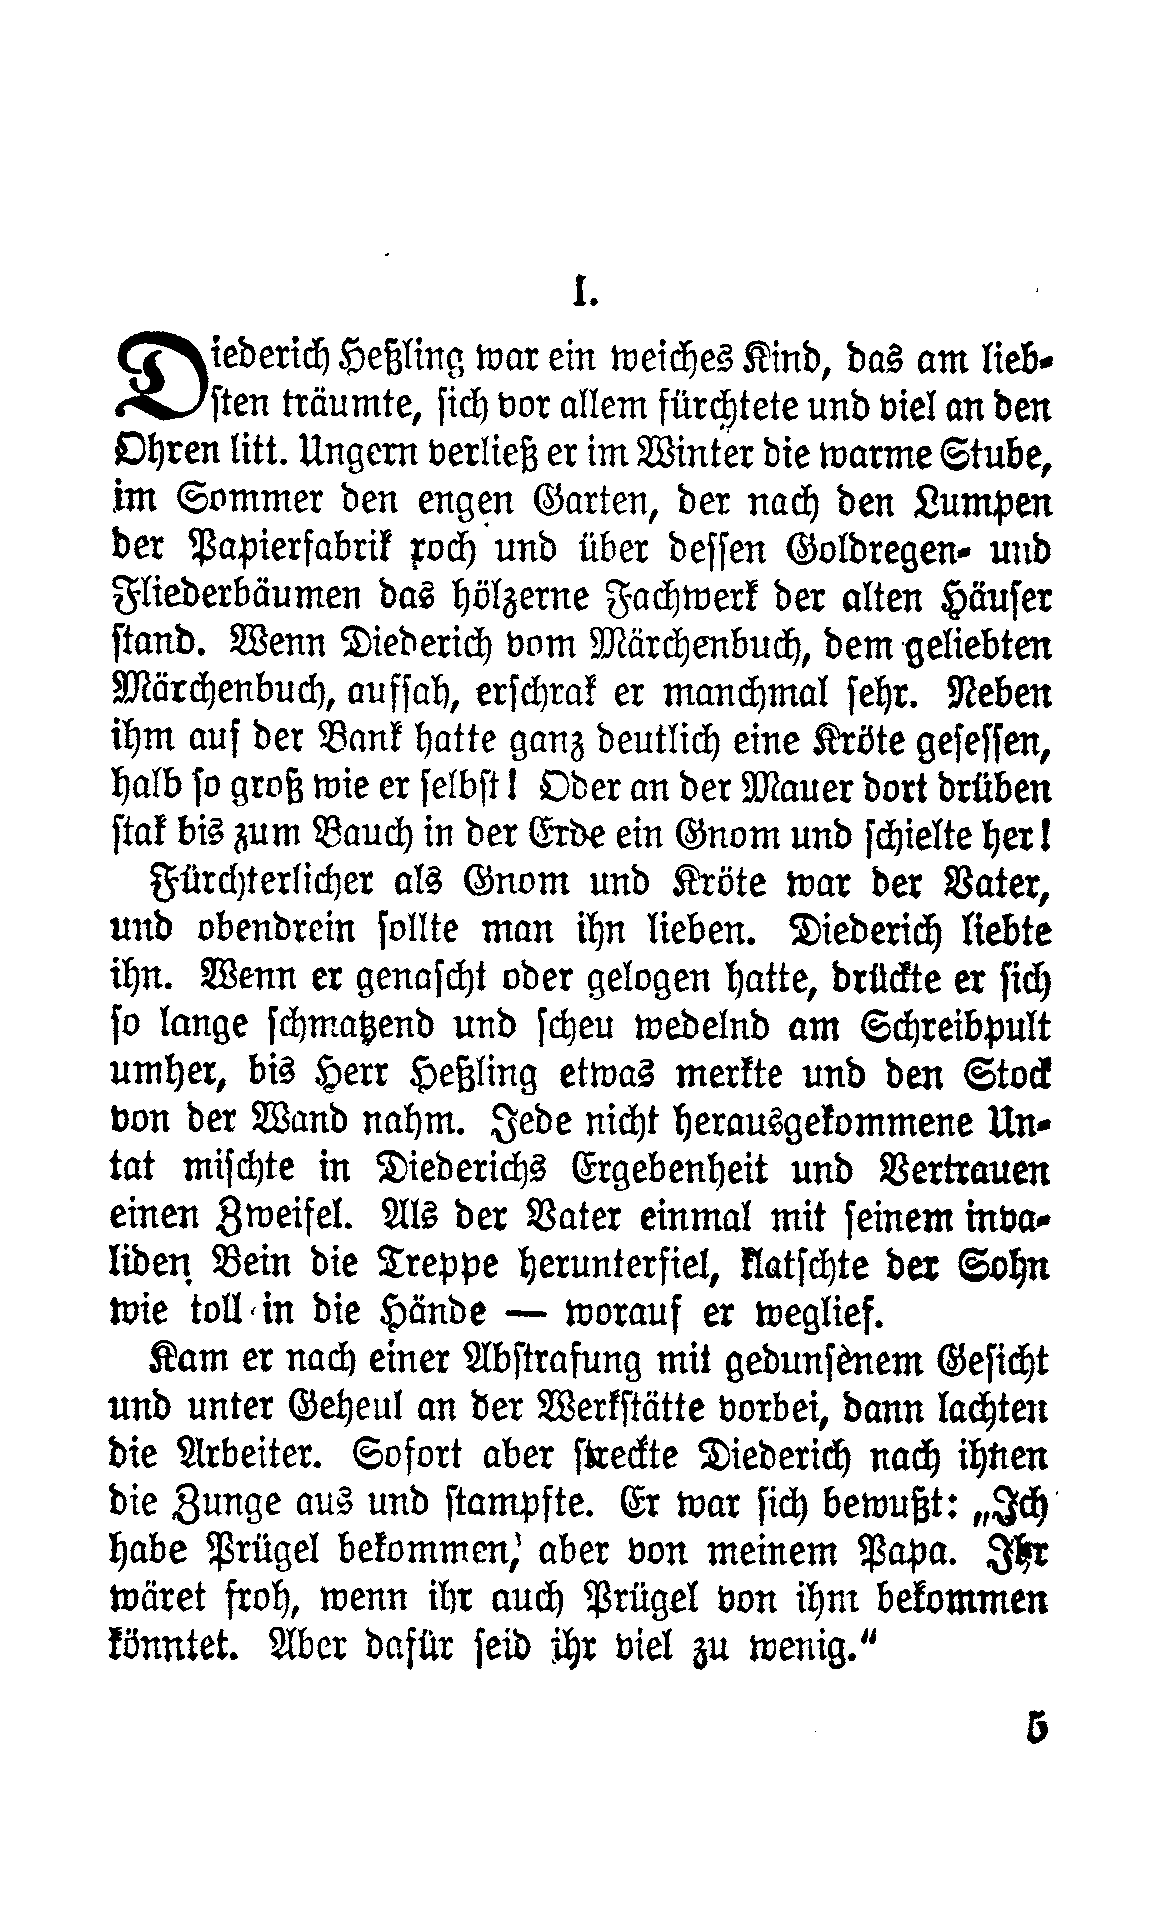 I.
Diederich Heßling war ein weiches Kind, das am lieb-
sten träumte, sich vor allem fürchtete und viel an den
Ohren litt. Ungern verließ er im Winter die warme Stube,
im Sommer den engen Garten, der nach den Lumpen
der Papierfabrik roch und über dessen Goldregen- und
Fliederbäumen das hölzerne Fachwerk der alten Häuser
stand. Wenn Diederich vom Märchenbuch, dem geliebten
Märchenbuch, aufsah, erschrak er manchmal sehr. Neben
ihm auf der Bank hatte ganz deutlich eine Kröte gesessen,
halb so groß wie er selbst! Oder an der Mauer dort drüben
stak bis zum Bauch in der Erde ein Gnom und schielte her!
Fürchterlicher als Gnom und Kröte war der Vater,
und obendrein sollte man ihn lieben. Diederich liebte
ihn. Wenn er genascht oder gelogen hatte, drückte er sich
so lange schmatzend und scheu wedelnd am Schreibpult
umher, bis Herr Heßling etwas merkte und den Stock
von der Wand nahm. Jede nicht herausgekommene Un-
tat mischte in Diederichs Ergebenheit und Vertrauen
einen Zweifel. Als der Vater einmal mit seinem inva-
liden Bein die Treppe herunterfiel, klatschte der Sohn
wie toll in die Hände — worauf er weglief.
Kam er nach einer Abstrafung mit gedunsenem Gesicht
und unter Geheul an der Werkstätte vorbei, dann lachten
die Arbeiter. Sofort aber streckte Diederich nach ihnen
die Zunge aus und stampfte. Er war sich bewußt: „Ich
habe Prügel bekommen, aber von meinem Papa. Ihr
wäret froh, wenn ihr auch Prügel von ihm bekommen
könntet. Aber dafür seid ihr viel zu wenig.“
5